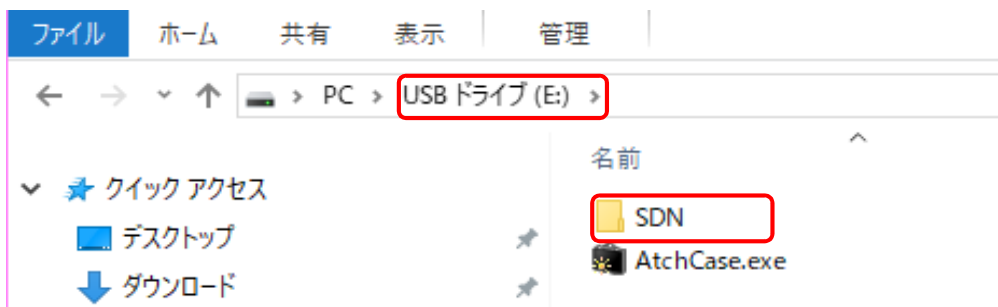 ファイル ホーム 共有 表示 管理
PC > USB ドライブ (E:) >
名前
クイック アクセス
SDN
デスクトップ
AtchCase.exe
ダウンロード